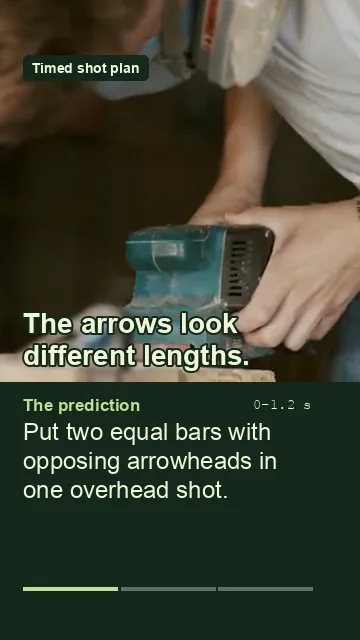 Timed shot plan
The arrows look
different lengths.
The prediction
0–1.2 s
Put two equal bars with
opposing arrowheads in
one overhead shot.